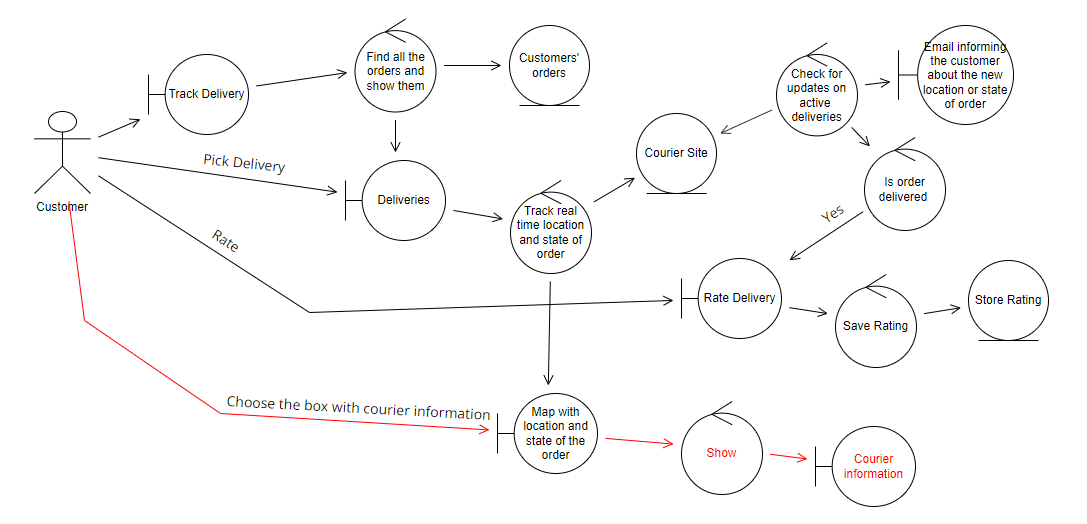 Track Delivery
Find all the
orders and
show them
Customers'
orders
Check for
updates on
active
deliveries
Email informing
the customer
about the new
location or state
of order
Customer
Pick Delivery
Deliveries
Track real
time location
and state of
order
Courier Site
Is order
delivered
Yes
Rate
Rate Delivery
Save Rating
Store Rating
Choose the box with courier information
Map with
location and
state of the
order
Show
Courier
information